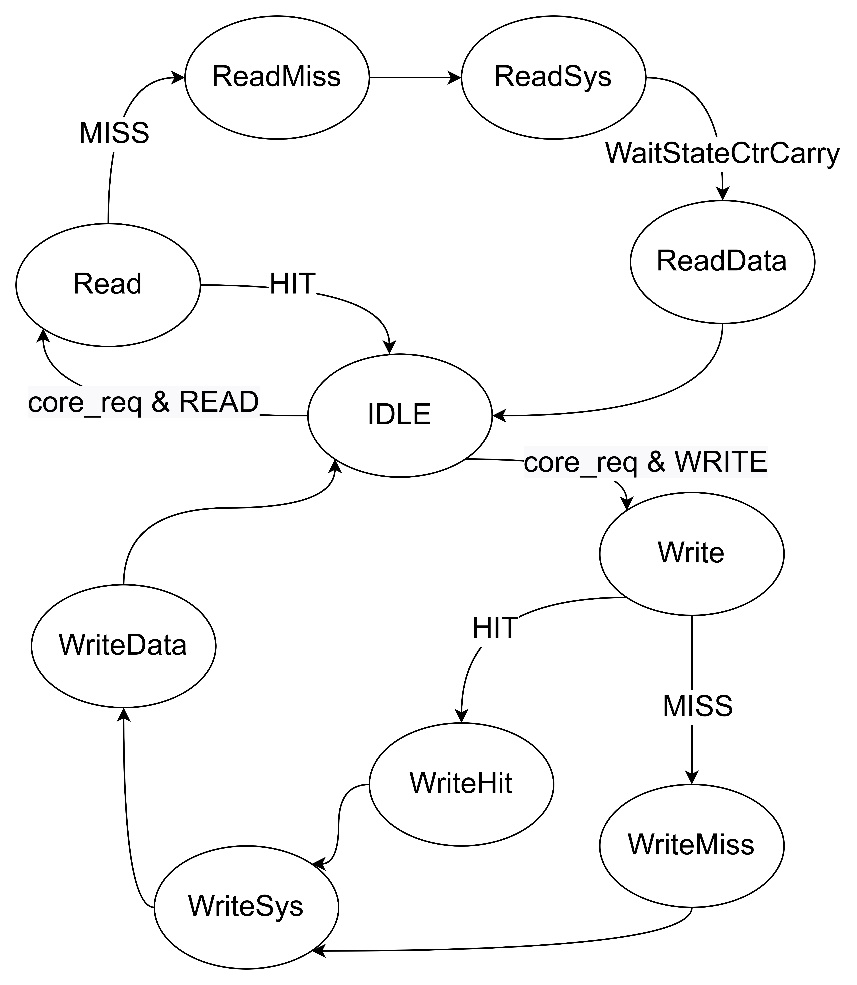 ReadMiss
ReadSys
MISS
WaitStateCtrCarry
ReadData
Read
HIT
core_req & READ
IDLE
core_req & WRITE
Write
HIT
WriteData
MISS
WriteHit
WriteMiss
WriteSys